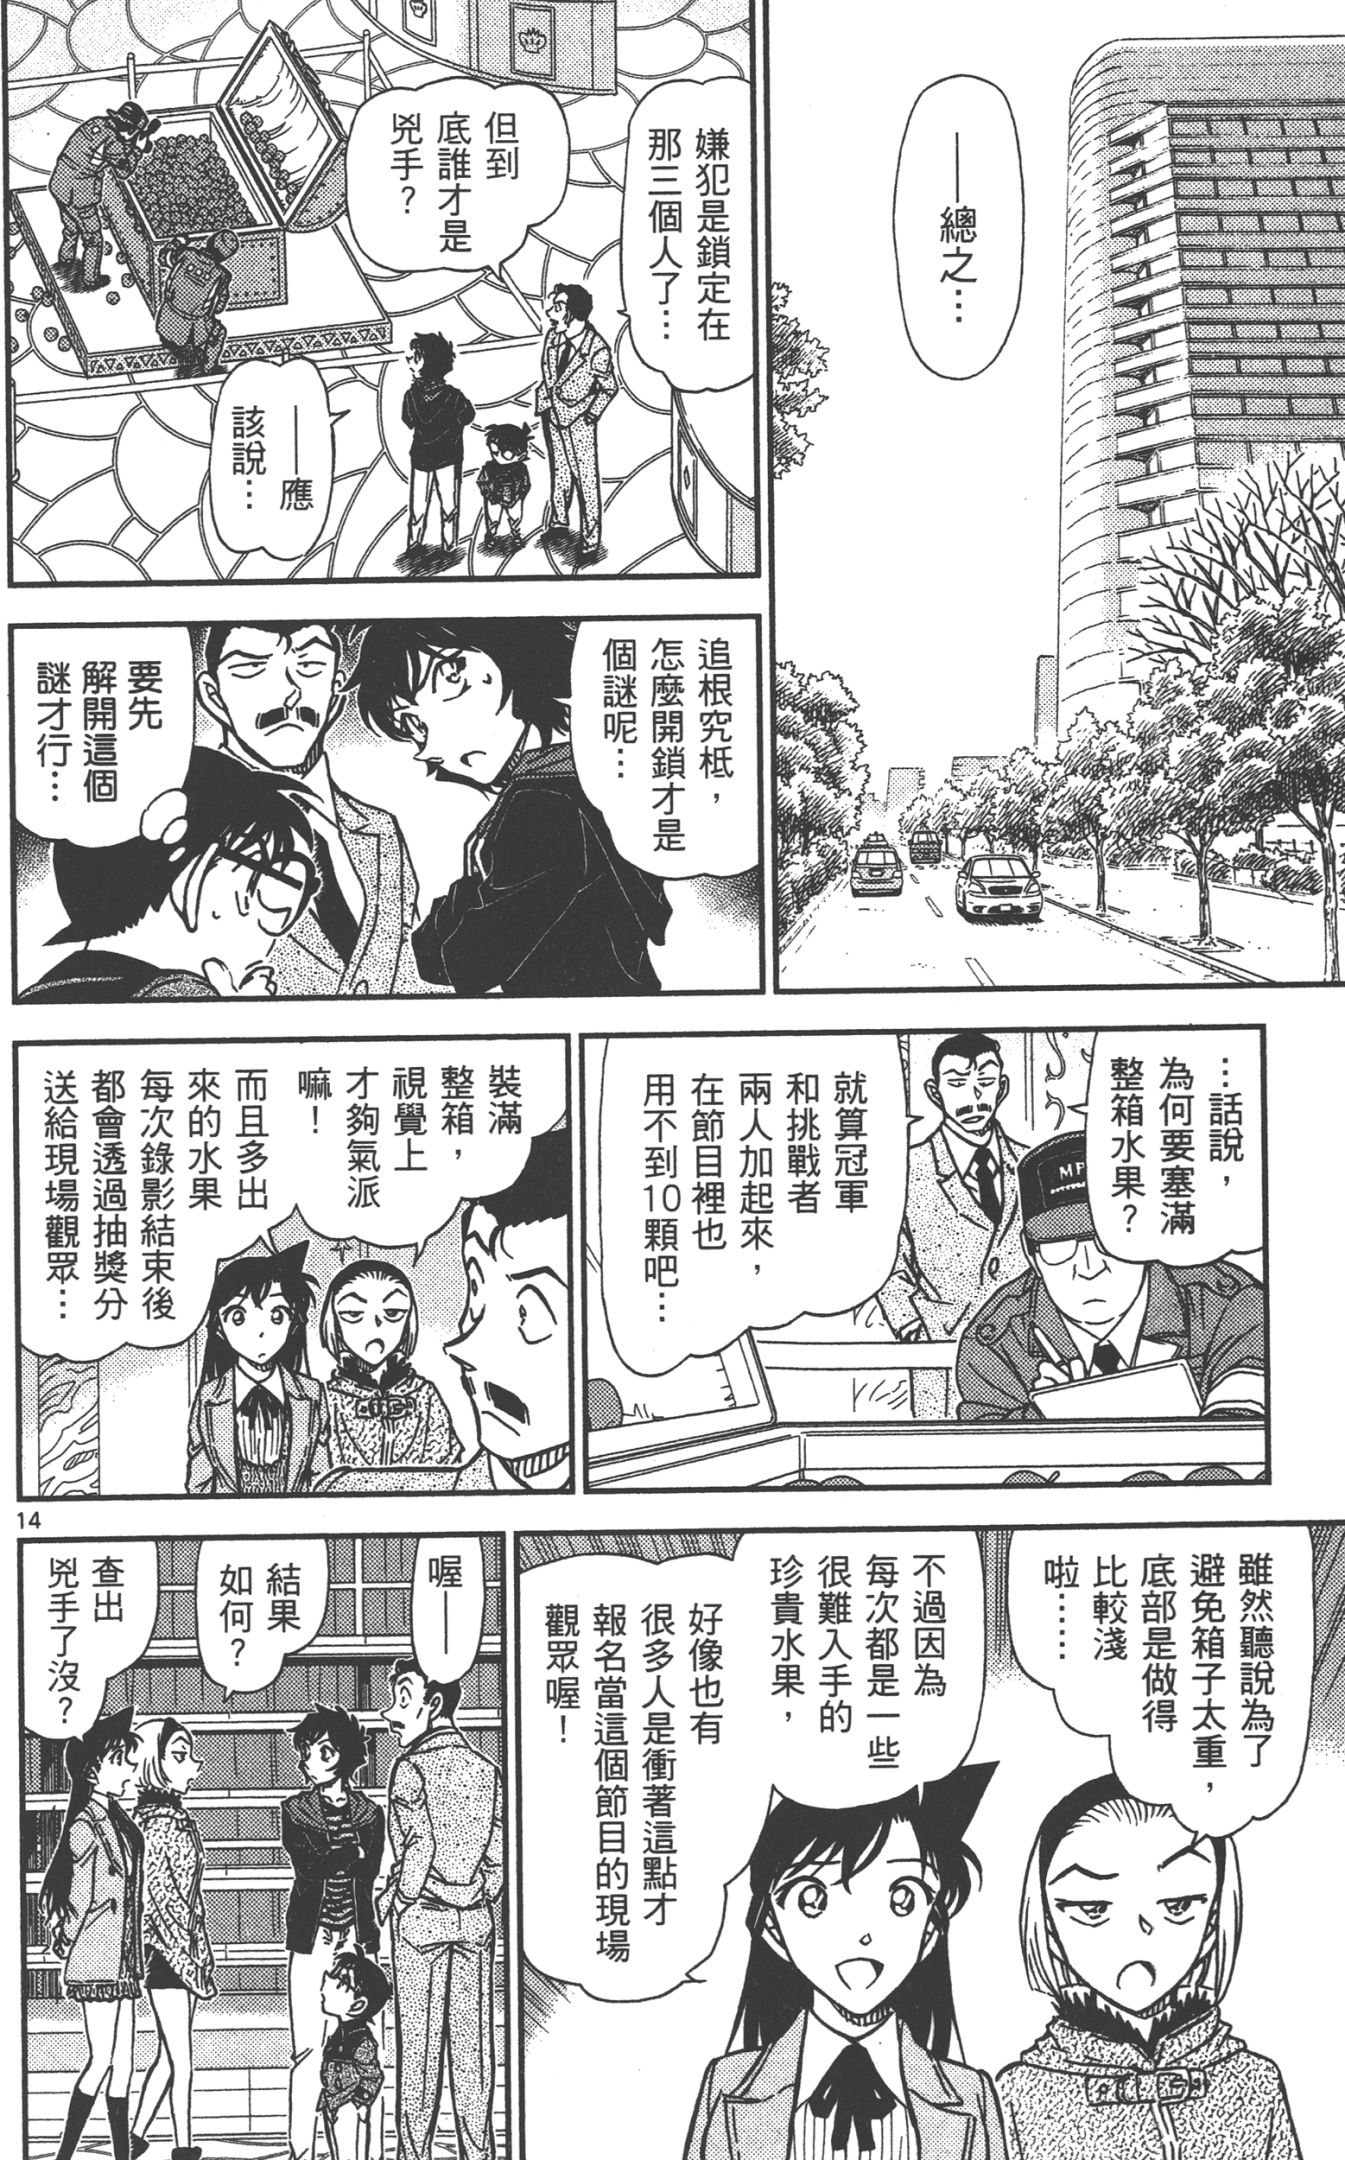 ——總之…
嫌犯是鎖定在
那三個人了…
但到
底誰才是
兇手？
——應
該說…
追根究柢，
怎麼開鎖才是
個謎呢…
要先
解開這個
謎才行…
…話說，
為何要塞滿
整箱水果？
就算冠軍
和挑戰者
兩人加起來，
在節目裡也
用不到10顆吧…
MP
裝滿
整箱，
視覺上
才夠氣派
嘛！
而且多出
來的水果
每次錄影結束後
都會透過抽獎分
送給現場觀眾…
14
雖然聽說為了
避免箱子太重，
底部是做得
比較淺
啦……
不過因為
每次都是一些
很難入手的
珍貴水果，
好像也有
很多人是衝著這點才
報名當這個節目的現場
觀眾喔！
喔——
結果
如何？
查出
兇手了沒？